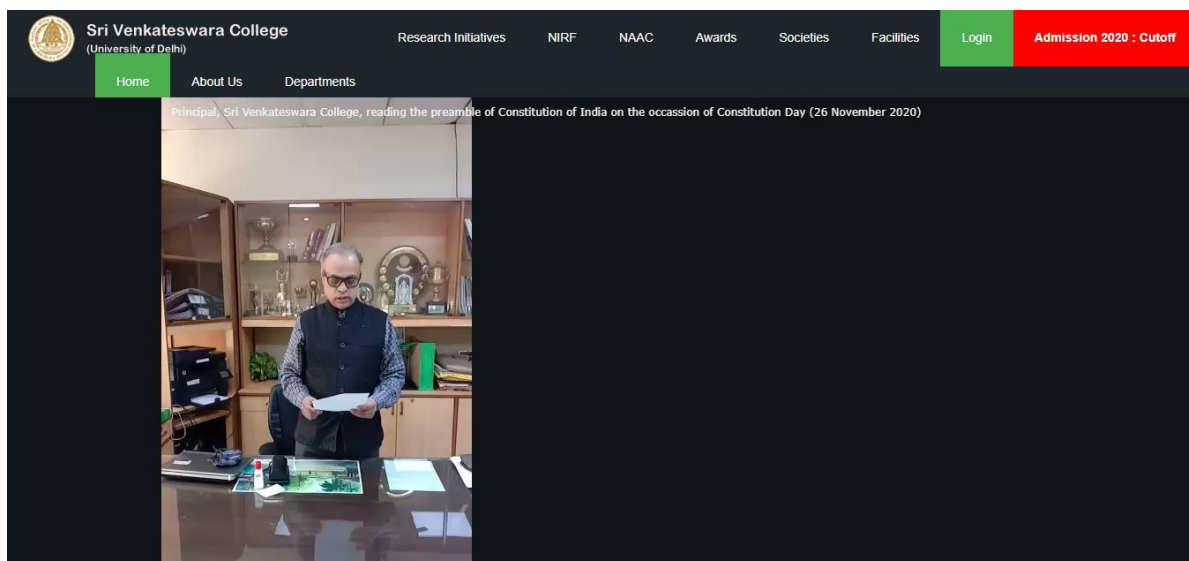 Sri Venkateswara College
(University of Delhi)
Research Initiatives NIRF NAAC Awards Societies Facilities Login Admission 2020 : Cutoff
Home About Us Departments
Principal, Sri Venkateswara College, reading the preamble of Constitution of India on the occassion of Constitution Day (26 November 2020)